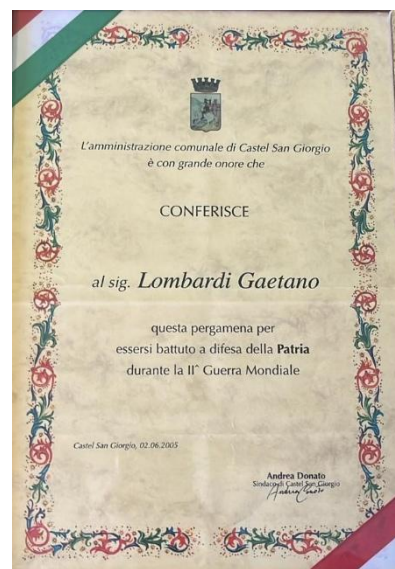 L'amministrazione comunale di Castel San Giorgio
è con grande onore che
CONFERISCE
al sig. Lombardi Gaetano
questa pergamena per
essersi battuto a difesa della Patria
durante la II^ Guerra Mondiale
Castel San Giorgio, 02.06.2005
Andrea Donato
Sindaco di Castel San Giorgio
Andrea Donato